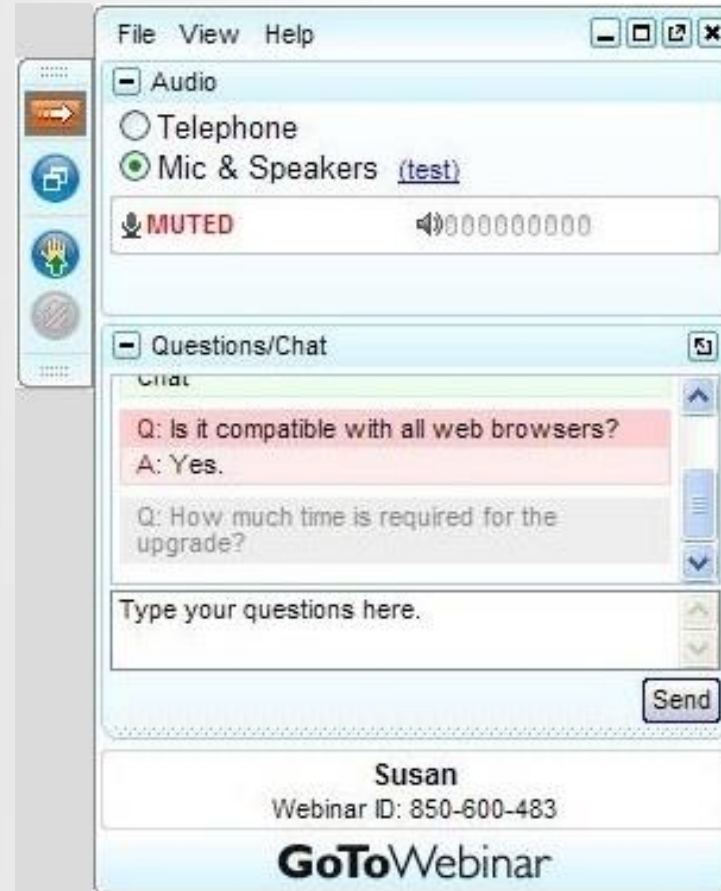 File View Help
Audio
Telephone
Mic & Speakers (test)
MUTED
Questions/Chat
Chat
Q: Is it compatible with all web browsers?
A: Yes.
Q: How much time is required for the
upgrade?
Type your questions here.
Send
Susan
Webinar ID: 850-600-483
GoToWebinar